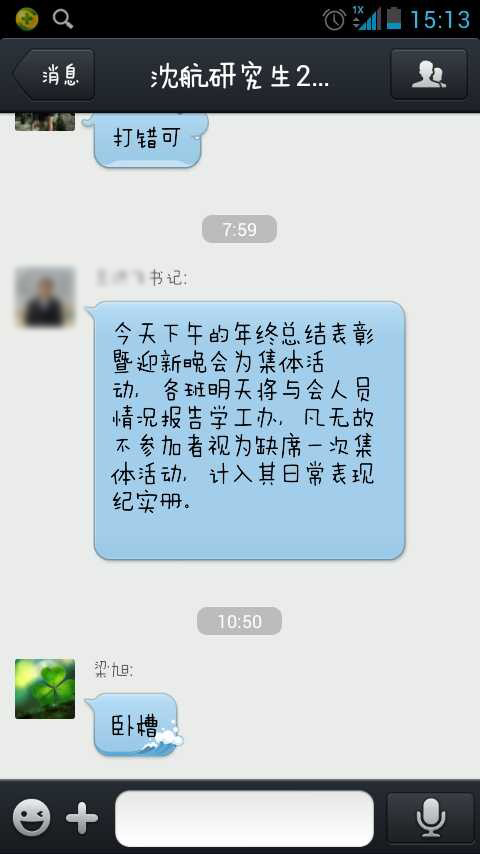 1X
15:13
消息
沈航研究生2...
打错可
7:59
书记:
今天下午的年终总结表彰
暨迎新晚会为集体活
动，各班明天将与会人员
情况报告学工办，凡无故
不参加者视为缺席一次集
体活动，计入其日常表现
纪实册。
10:50
梁旭:
卧槽